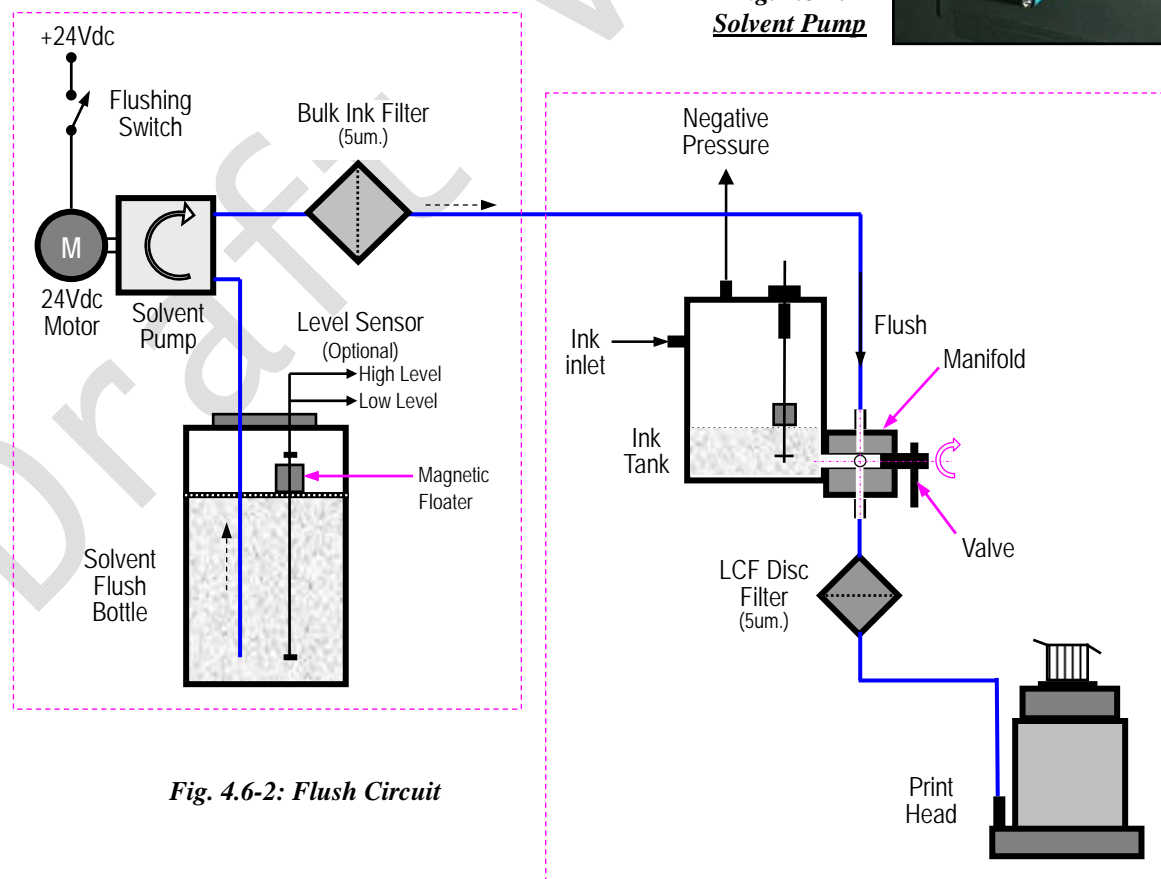 Solvent Pump
+24Vdc
Flushing
Switch
Bulk Ink Filter
(5um.)
M
24Vdc
Motor
Solvent
Pump
Level Sensor
(Optional)
High Level
Low Level
Magnetic
Floater
Solvent
Flush
Bottle
Fig. 4.6-2: Flush Circuit
Negative
Pressure
Ink
inlet
Flush
Manifold
Ink
Tank
Valve
LCF Disc
Filter
(5um.)
Print
Head
Draft